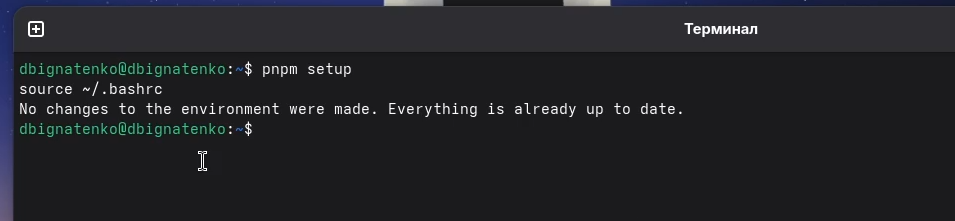 Терминал
dbignatenko@dbignatenko:~$ pnpm setup
source ~/.bashrc
No changes to the environment were made. Everything is already up to date.
dbignatenko@dbignatenko:~$